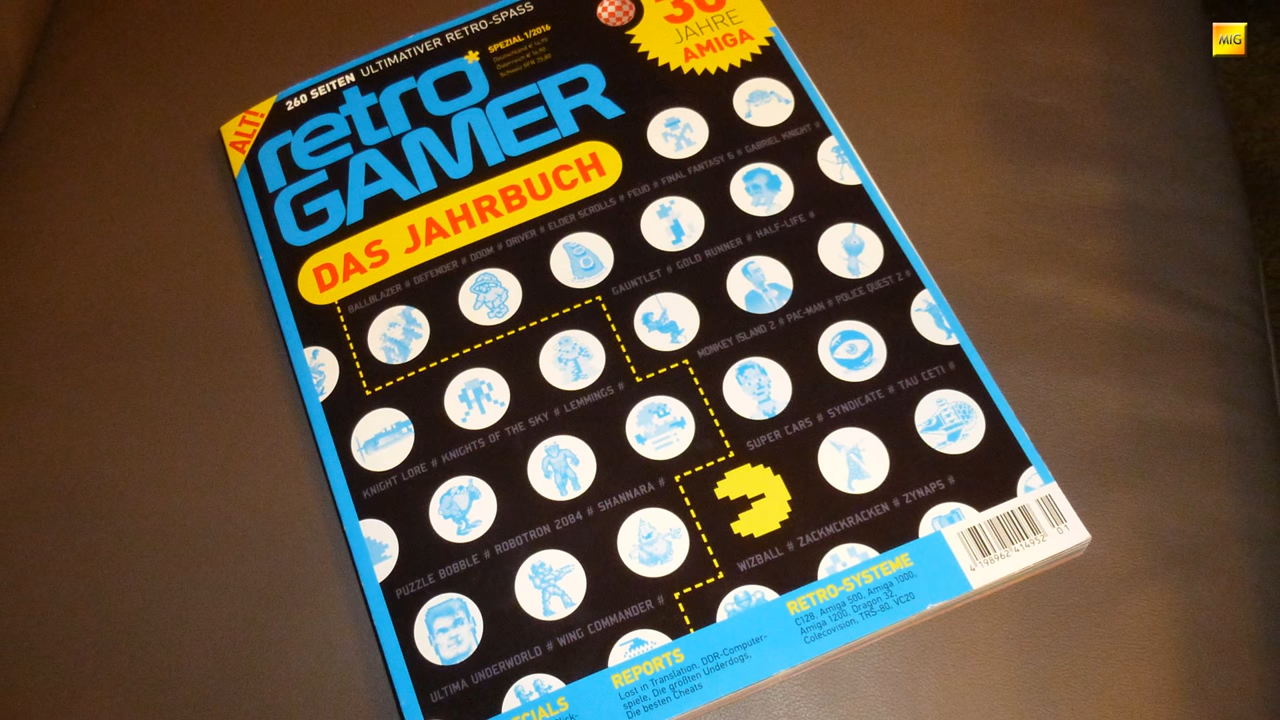 260 SEITEN ULTIMATIVER RETRO-SPASS
SPEZIAL 1/2016
30
JAHRE
AMIGA
MiG
ALT!
retro*
GAMER
DAS JAHRBUCH
BALLBLAZER # DEFENDER # DOOM # DRIVER # ELDER SCROLLS # FEUD # FINAL FANTASY 6 # GABRIEL KNIGHT #
GAUNTLET # GOLD RUNNER # HALF-LIFE #
KNIGHT LORE # KNIGHTS OF THE SKY # LEMMINGS #
MONKEY ISLAND 2 # PAC-MAN # POLICE QUEST 2 #
PUZZLE BOBBLE # ROBOTRON 2084 # SHANNARA #
SUPER CARS # SYNDICATE # TAU CETI #
ULTIMA UNDERWORLD # WING COMMANDER #
WIZBALL # ZACKMCKRACKEN # ZYNAPS #
4 198962 414952 01
RETRO-SYSTEME
C128, Amiga 500, Amiga 1000,
Amiga 1200, Dragon 32,
Colecovision, TRS-80, VC20
REPORTS
Lost in Translation, DDR-Computer-
spiele, Die größten Underdogs,
Die besten Cheats